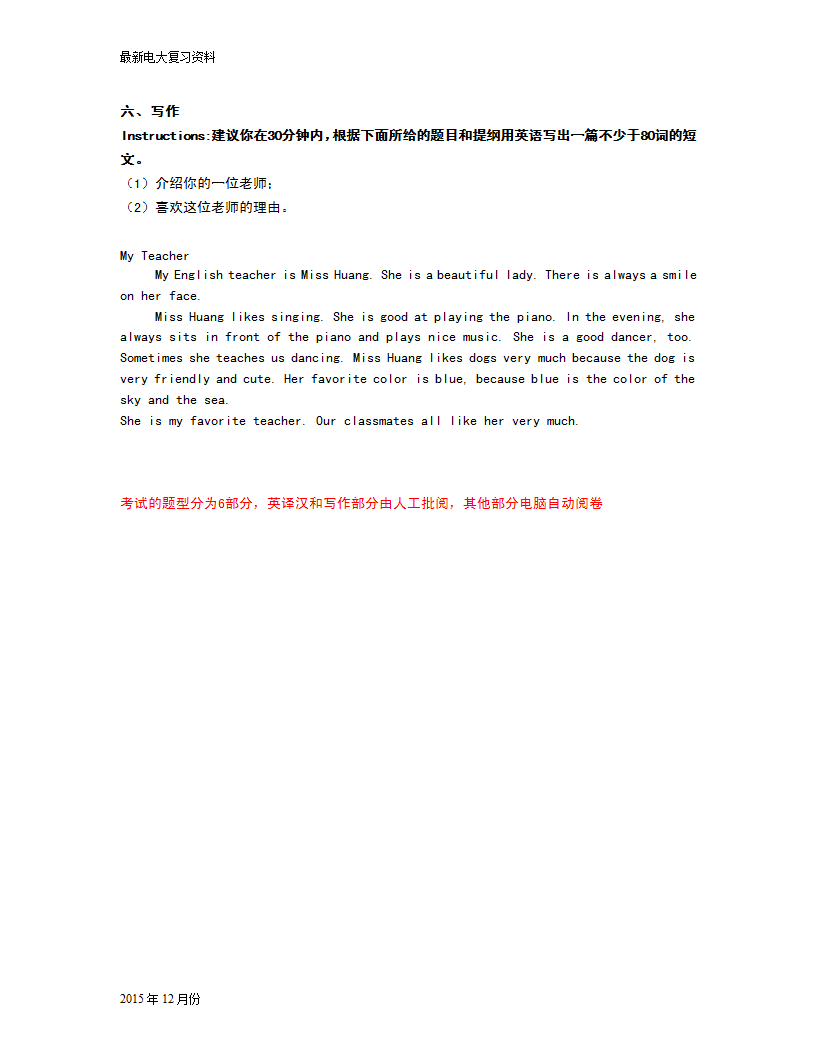 最新电大复习资料
六、写作
Instructions:建议你在30分钟内,根据下面所给的题目和提纲用英语写出一篇不少于80词的短
文。
（1）介绍你的一位老师;
（2）喜欢这位老师的理由。
My Teacher
My English teacher is Miss Huang. She is a beautiful lady. There is always a smile
on her face.
Miss Huang likes singing. She is good at playing the piano. In the evening, she
always sits in front of the piano and plays nice music. She is a good dancer, too.
Sometimes she teaches us dancing. Miss Huang likes dogs very much because the dog is
very friendly and cute. Her favorite color is blue, because blue is the color of the
sky and the sea.
She is my favorite teacher. Our classmates all like her very much.
考试的题型分为6部分，英译汉和写作部分由人工批阅，其他部分电脑自动阅卷
2015 年 12 月份